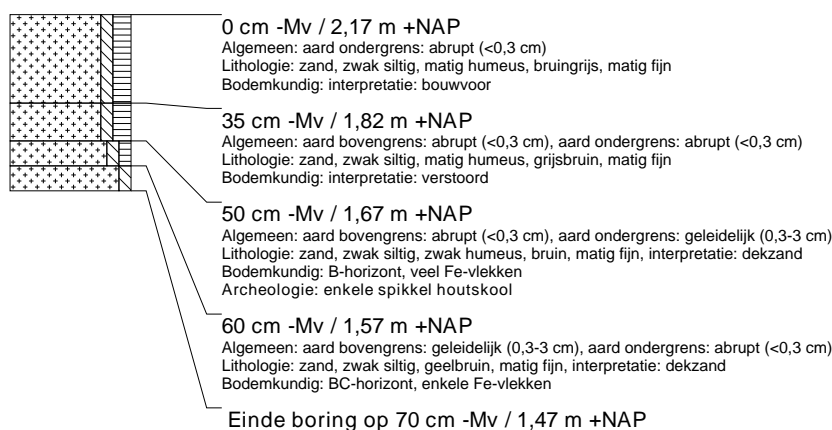 0 cm -Mv / 2,17 m +NAP
Algemeen: aard ondergrens: abrupt (<0,3 cm)
Lithologie: zand, zwak siltig, matig humeus, bruingrijs, matig fijn
Bodemkundig: interpretatie: bouwvoor
35 cm -Mv / 1,82 m +NAP
Algemeen: aard bovengrens: abrupt (<0,3 cm), aard ondergrens: abrupt (<0,3 cm)
Lithologie: zand, zwak siltig, matig humeus, grijsbruin, matig fijn
Bodemkundig: interpretatie: verstoord
50 cm -Mv / 1,67 m +NAP
Algemeen: aard bovengrens: abrupt (<0,3 cm), aard ondergrens: geleidelijk (0,3-3 cm)
Lithologie: zand, zwak siltig, zwak humeus, bruin, matig fijn, interpretatie: dekzand
Bodemkundig: B-horizont, veel Fe-vlekken
Archeologie: enkele spikkel houtskool
60 cm -Mv / 1,57 m +NAP
Algemeen: aard bovengrens: geleidelijk (0,3-3 cm), aard ondergrens: abrupt (<0,3 cm)
Lithologie: zand, zwak siltig, geelbruin, matig fijn, interpretatie: dekzand
Bodemkundig: BC-horizont, enkele Fe-vlekken
Einde boring op 70 cm -Mv / 1,47 m +NAP